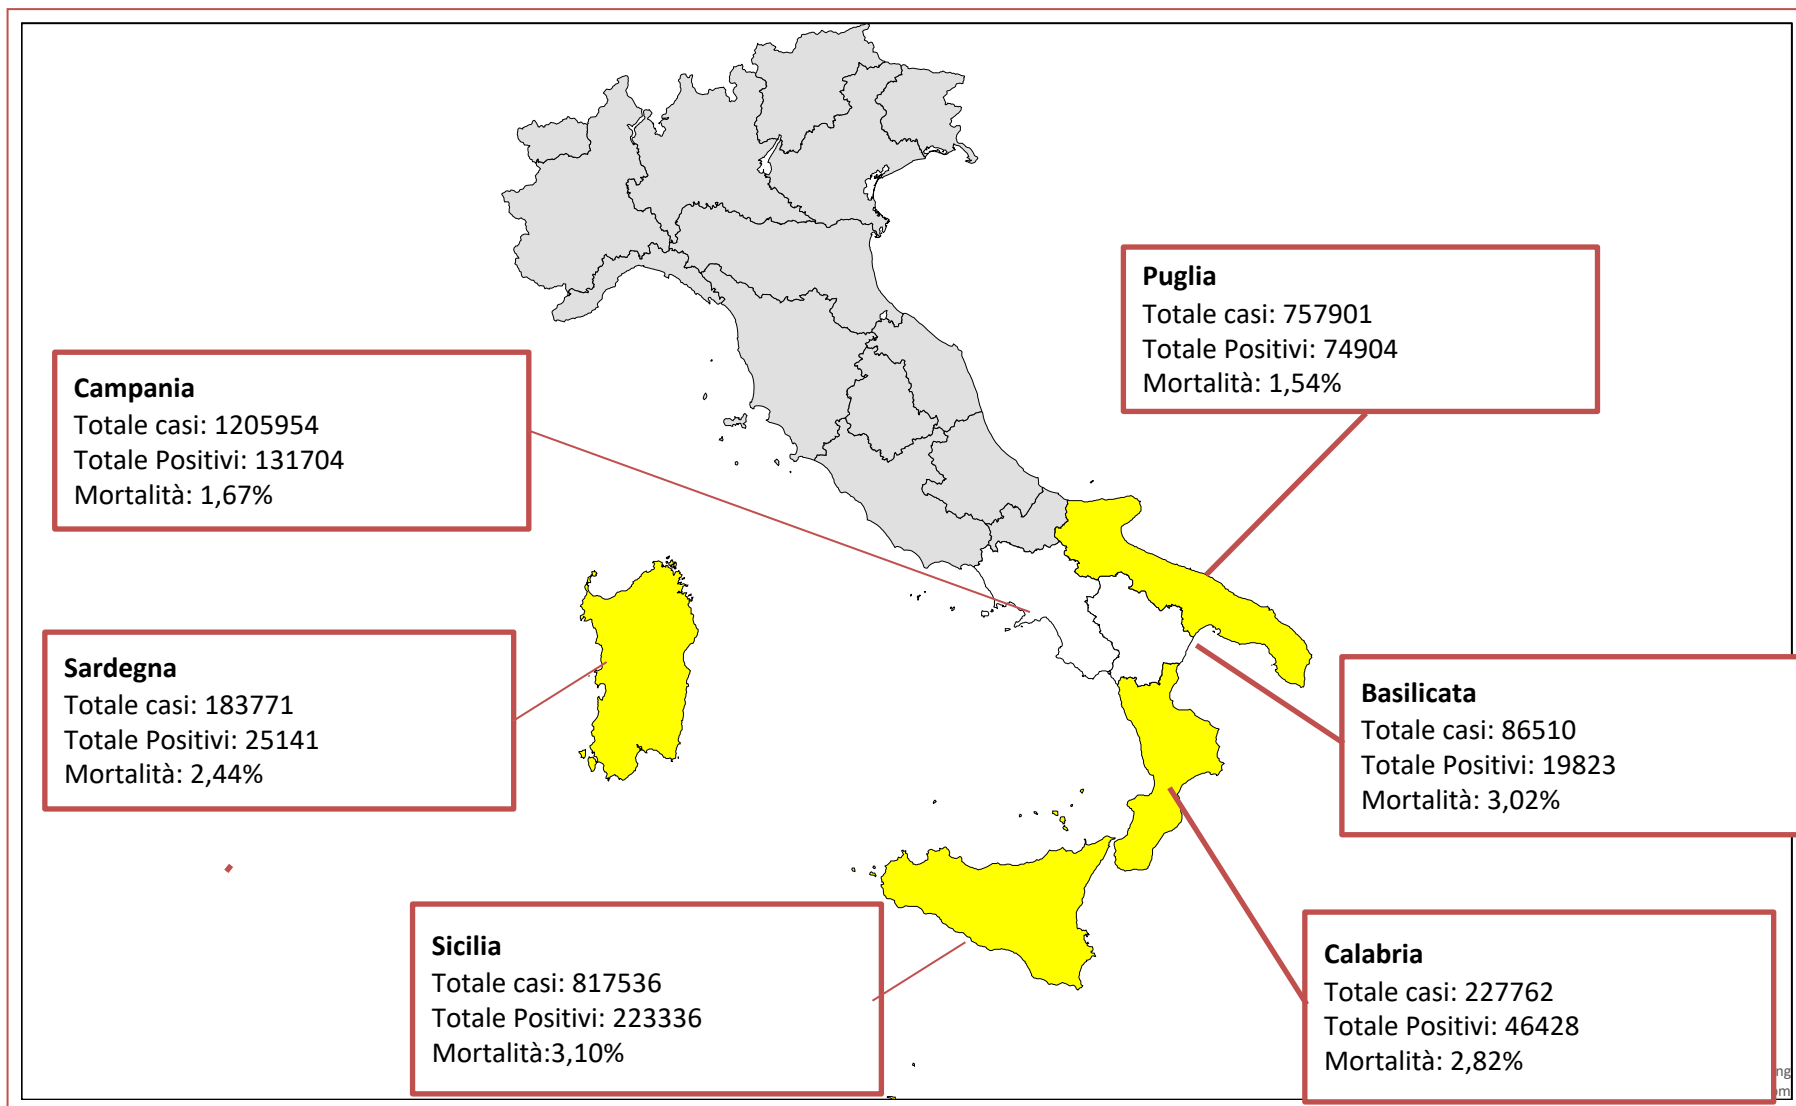 Puglia
Totale casi: 757901
Totale Positivi: 74904
Mortalità: 1,54%
Campania
Totale casi: 1205954
Totale Positivi: 131704
Mortalità: 1,67%
Sardegna
Totale casi: 183771
Totale Positivi: 25141
Mortalità: 2,44%
Basilicata
Totale casi: 86510
Totale Positivi: 19823
Mortalità: 3,02%
Sicilia
Totale casi: 817536
Totale Positivi: 223336
Mortalità:3,10%
Calabria
Totale casi: 227762
Totale Positivi: 46428
Mortalità: 2,82%